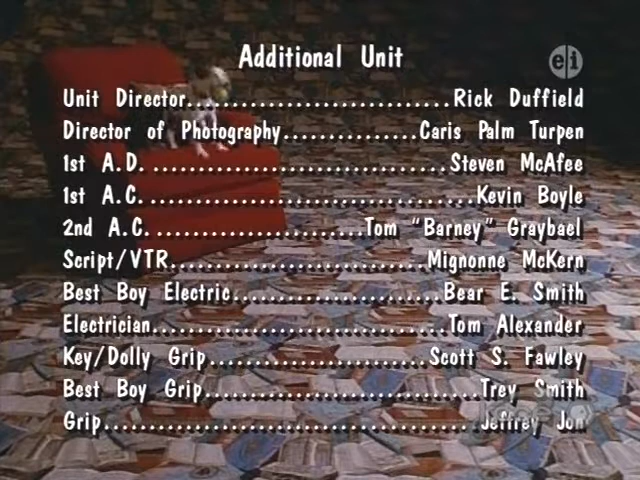 Additional Unit
e/i
Unit Director..............................Rick Duffield
Director of Photography...............Caris Palm Turpen
1st A.D. .................................Steven McAfee
1st A.C. ....................................Kevin Boyle
2nd A.C. .......................Tom "Barney" Graybael
Script/VTR.............................Mignonne McKern
Best Boy Electric........................Bear E. Smith
Electrician.................................Tom Alexander
Key/Dolly Grip........................Scott S. Fawley
Best Boy Grip...............................Trey Smith
Grip........................................Jeffrey Jon